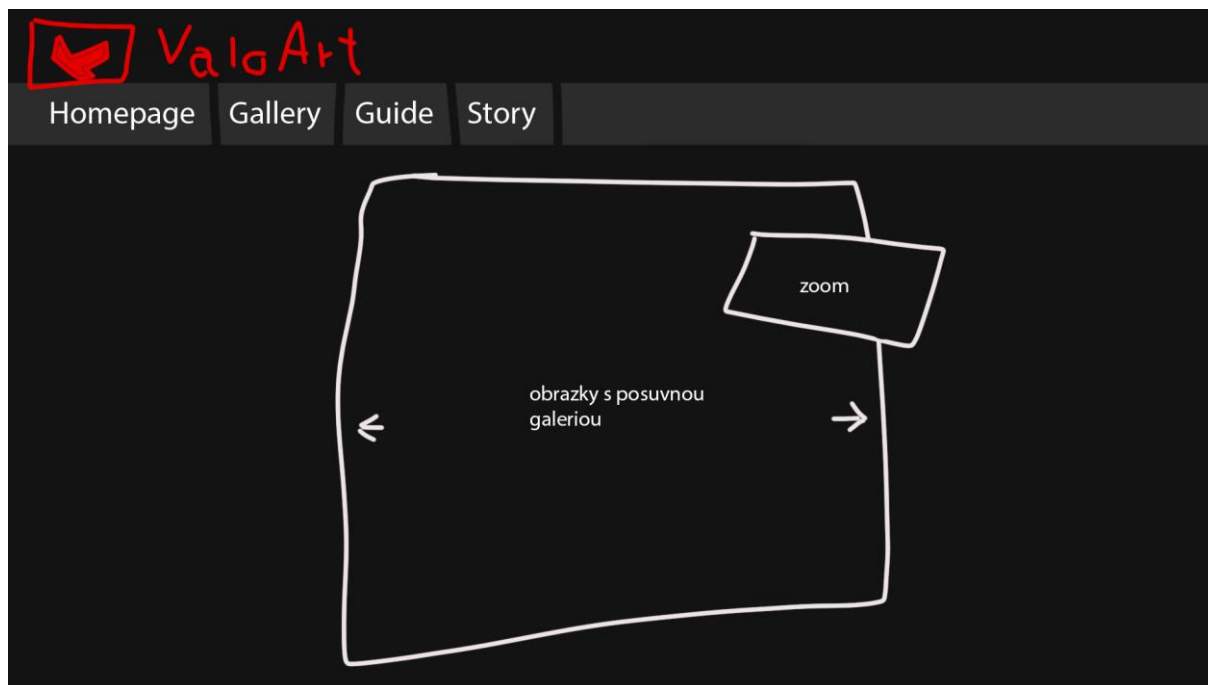 ValoArt
Homepage Gallery Guide Story
zoom
obrazky s posuvnou
galeriou